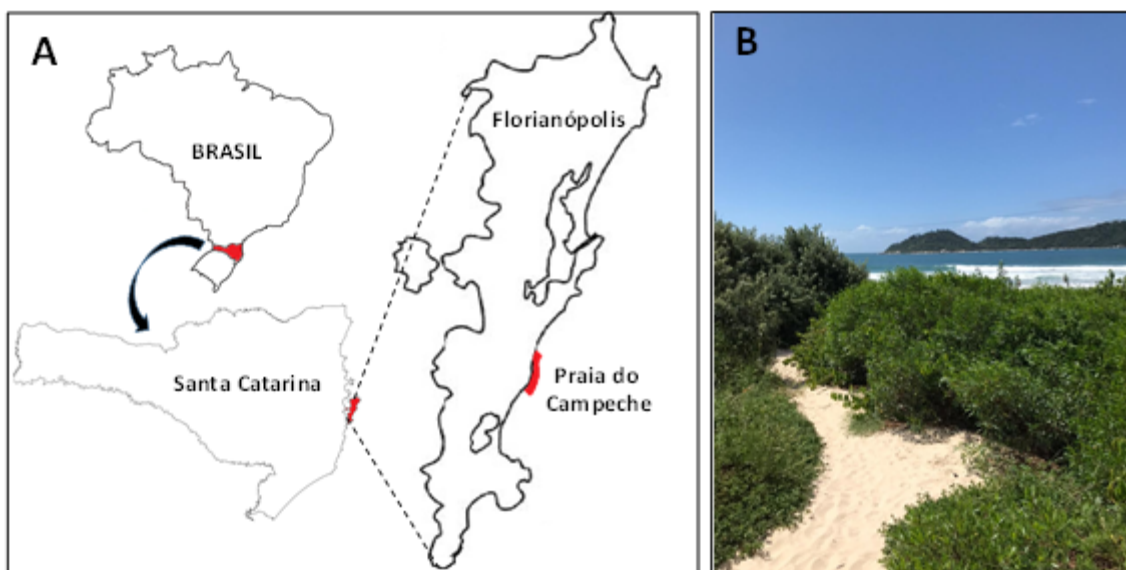 A
BRASIL
Santa Catarina
Florianópolis
Praia do
Campeche
B